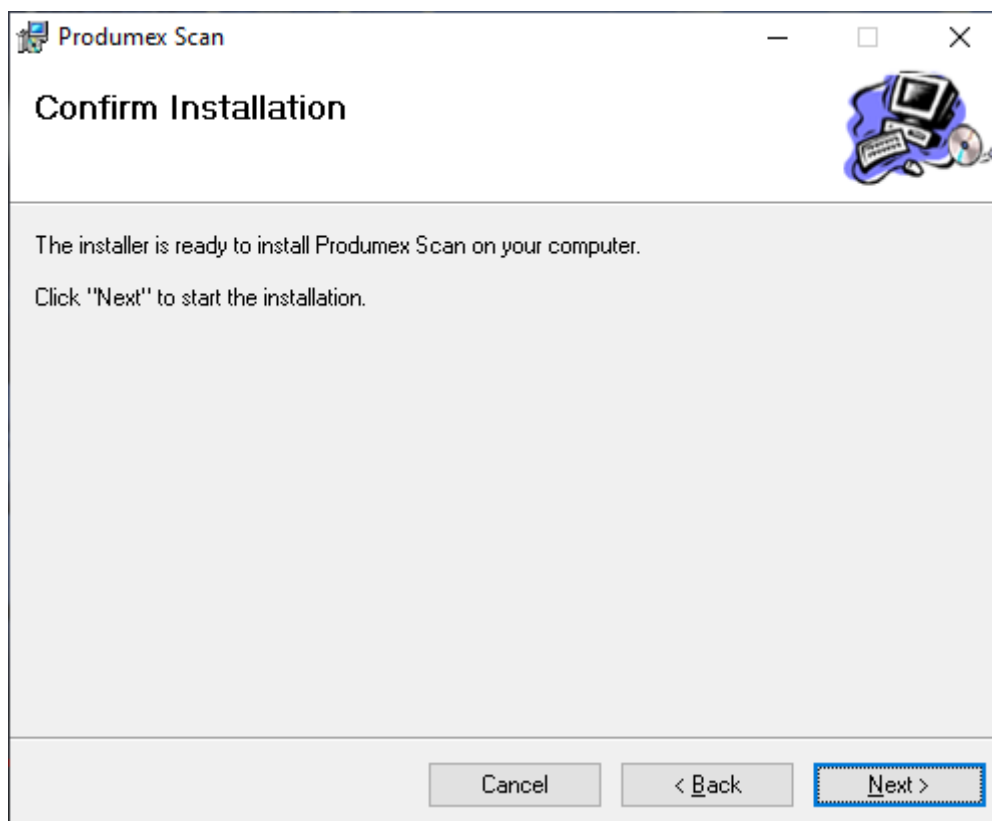 Produmex Scan
Confirm Installation
The installer is ready to install Produmex Scan on your computer.
Click "Next" to start the installation.
Cancel
< Back
Next >